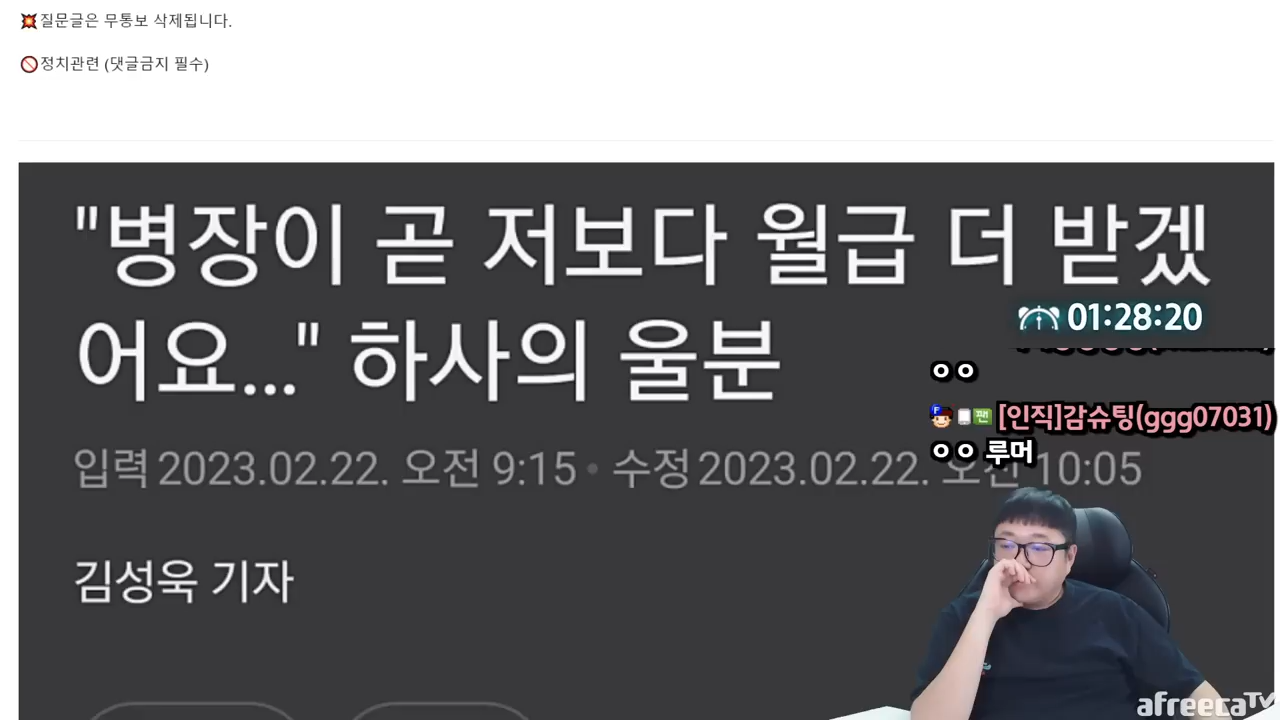 질문글은 무통보 삭제됩니다.
정치관련 (댓글금지 필수)
"병장이 곧 저보다 월급 더 받겠
어요..." 하사의 울분
01:28:20
ㅇㅇ
F 팬 [인직]감슈팅(ggg07031)
ㅇㅇ 루머
입력 2023.02.22. 오전 9:15 • 수정 2023.02.22. 오전 10:05
김성욱 기자
afreecaTV